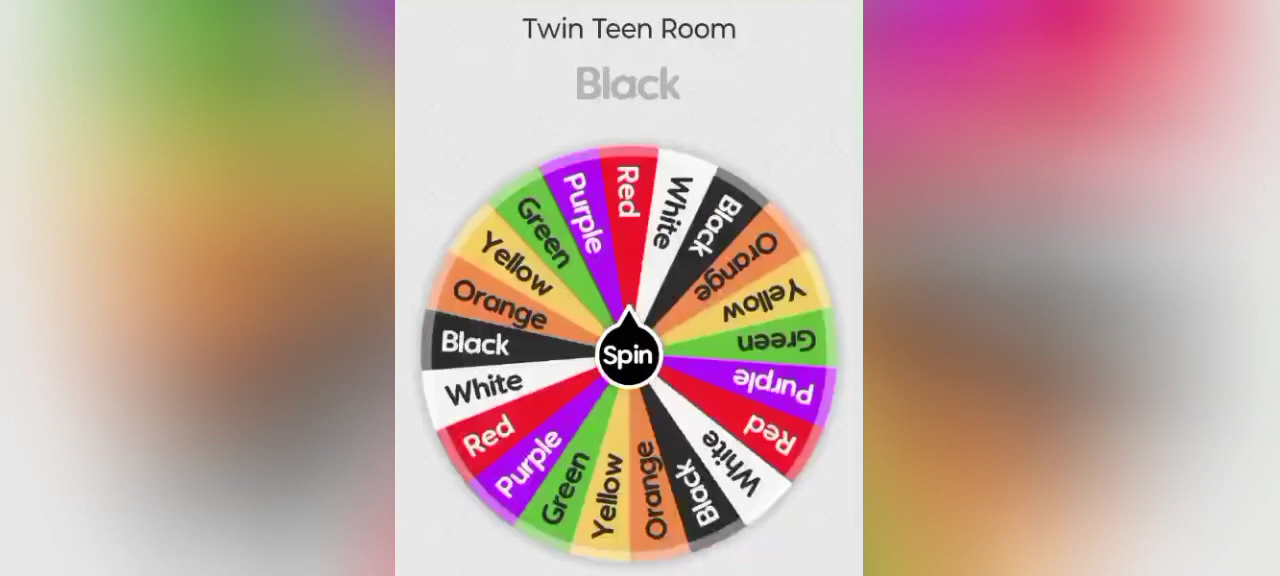 Twin Teen Room
Black
Red
White
Black
Orange
Yellow
Green
Purple
Red
White
Black
Orange
Yellow
Green
Purple
Red
White
Black
Orange
Yellow
Green
Purple
Spin